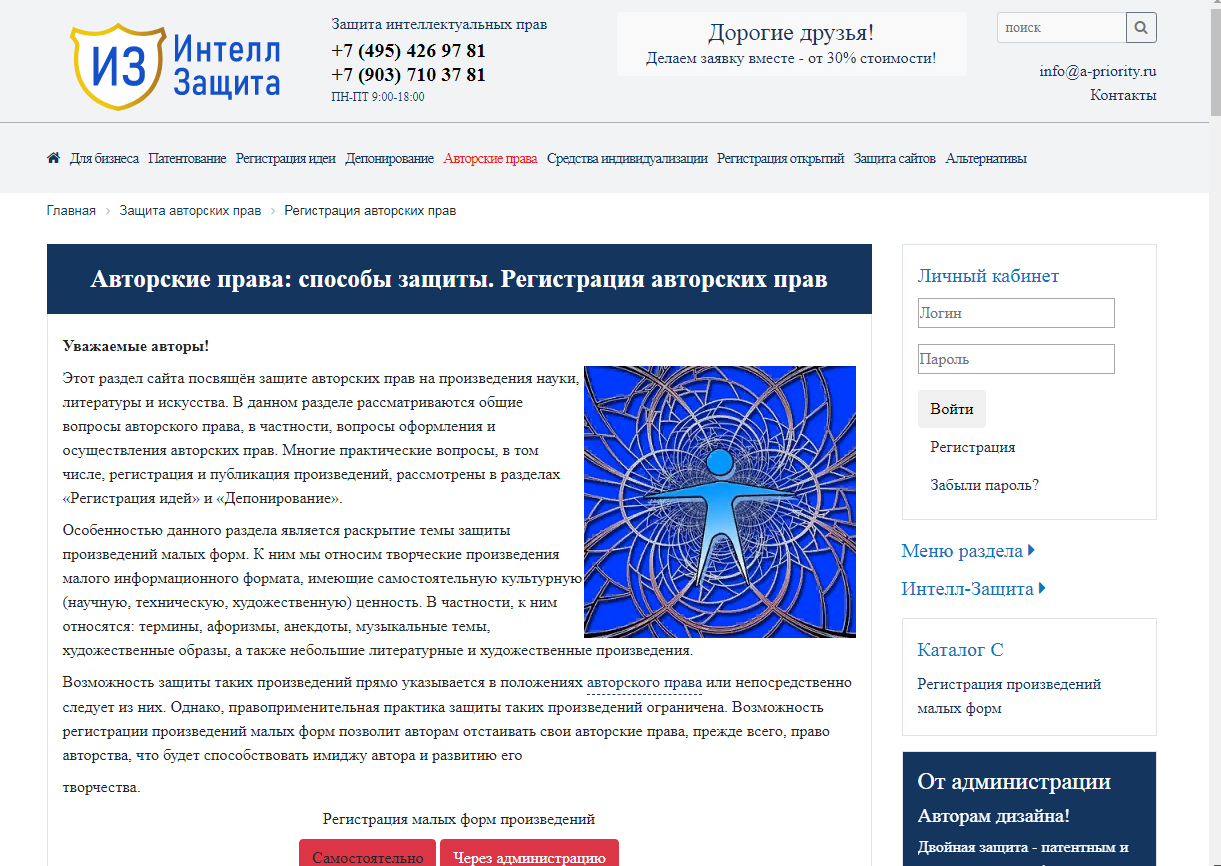 ИЗ
Интелл
Защита
Защита интеллектуальных прав
+7 (495) 426 97 81
+7 (903) 710 37 81
ПН-ПТ 9:00-18:00
Дорогие друзья!
Делаем заявку вместе - от 30% стоимости!
поиск
info@a-priority.ru
Контакты
Для бизнеса Патентование Регистрация идеи Депонирование Авторские права Средства индивидуализации Регистрация открытий Защита сайтов Альтернативы
Главная › Защита авторских прав › Регистрация авторских прав
Авторские права: способы защиты. Регистрация авторских прав
Уважаемые авторы!
Этот раздел сайта посвящён защите авторских прав на произведения науки,
литературы и искусства. В данном разделе рассматриваются общие
вопросы авторского права, в частности, вопросы оформления и
осуществления авторских прав. Многие практические вопросы, в том
числе, регистрация и публикация произведений, рассмотрены в разделах
«Регистрация идей» и «Депонирование».
Особенностью данного раздела является раскрытие темы защиты
произведений малых форм. К ним мы относим творческие произведения
малого информационного формата, имеющие самостоятельную культурную
(научную, техническую, художественную) ценность. В частности, к ним
относятся: термины, афоризмы, анекдоты, музыкальные темы,
художественные образы, а также небольшие литературные и художественные произведения.
Возможность защиты таких произведений прямо указывается в положениях авторского права или непосредственно
следует из них. Однако, правоприменительная практика защиты таких произведений ограничена. Возможность
регистрации произведений малых форм позволит авторам отстаивать свои авторские права, прежде всего, право
авторства, что будет способствовать имиджу автора и развитию его
творчества.
Регистрация малых форм произведений
Самостоятельно Через администрацию
Личный кабинет
Логин
Пароль
Войти
Регистрация
Забыли пароль?
Меню раздела
Интелл-Защита
Каталог С
Регистрация произведений
малых форм
От администрации
Авторам дизайна!
Двойная защита - патентным и